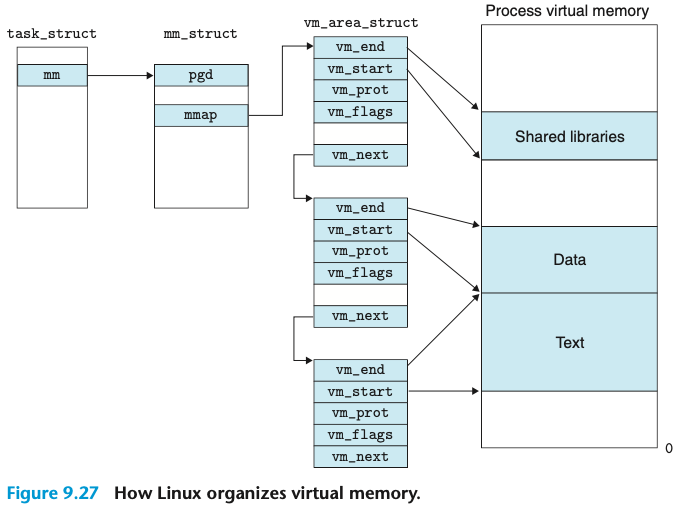 Process virtual memory
task_struct
mm_struct
vm_area_struct
mm
pgd
mmap
vm_end
vm_start
vm_prot
vm_flags
vm_next
vm_end
vm_start
vm_prot
vm_flags
vm_next
vm_end
vm_start
vm_prot
vm_flags
vm_next
Shared libraries
Data
Text
0
Figure 9.27 How Linux organizes virtual memory.